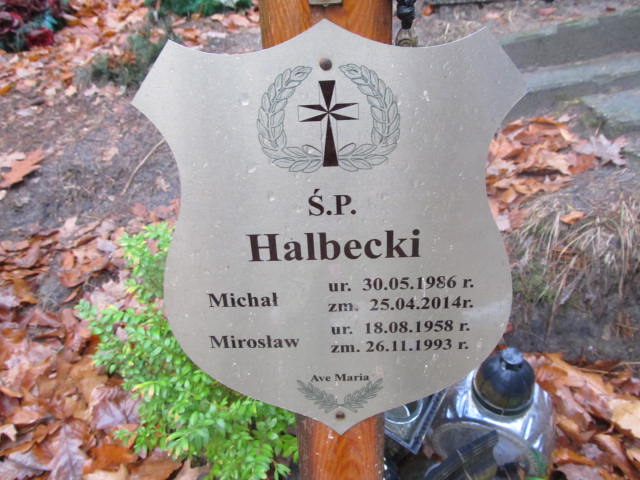 Ś.P.
Halbecki
Michał ur. 30.05.1986 r.
zm. 25.04.2014r.
Mirosław ur. 18.08.1958 r.
zm. 26.11.1993 r.
Ave Maria